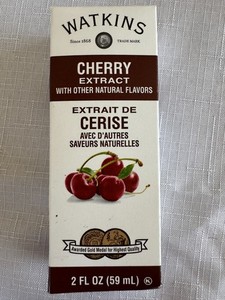 WATKINS
Since 1868 TRADE MARK
CHERRY
EXTRACT
WITH OTHER NATURAL FLAVORS
EXTRAIT DE
CERISE
AVEC D'AUTRES
SAVEURS NATURELLES
Awarded Gold Medal for Highest Quality
2 FL OZ (59 mL)